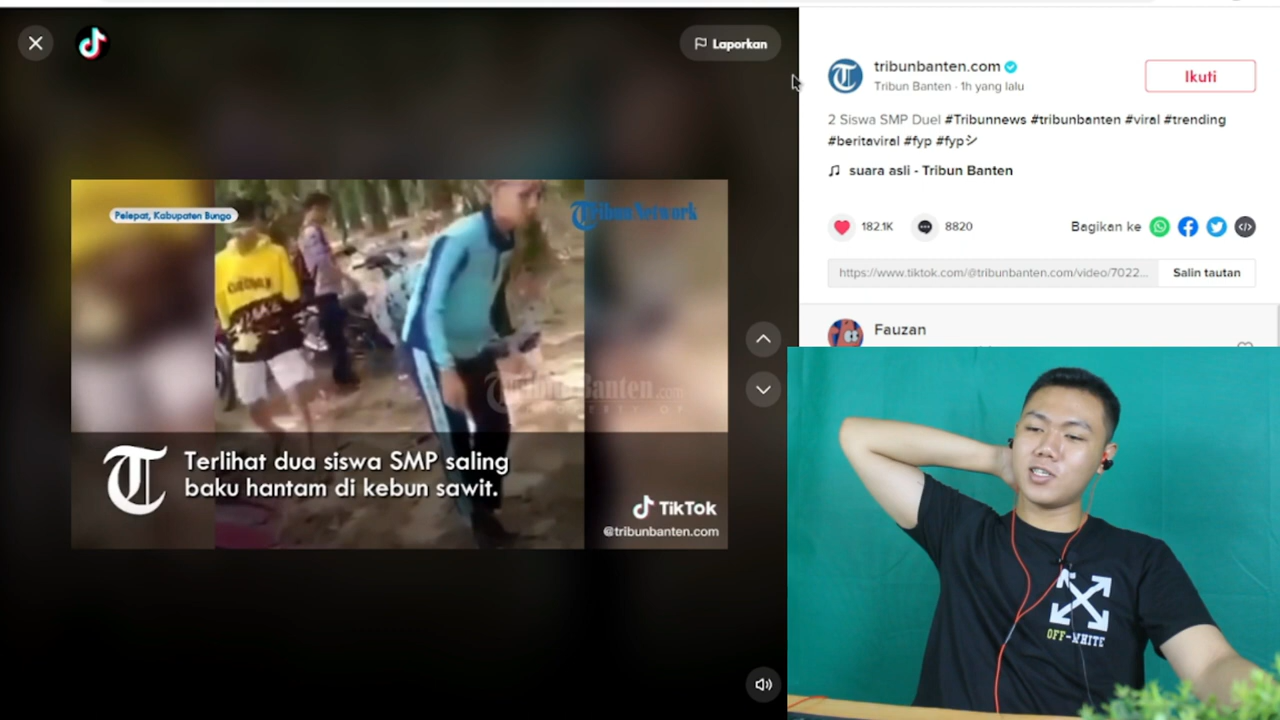 Laporkan
Pelepat, Kabupaten Bungo
TribunNetwork
TribunBanten.com
Terlihat dua siswa SMP saling
baku hantam di kebun sawit.
TikTok
@tribunbanten.com
tribunbanten.com
Tribun Banten · 1h yang lalu
Ikuti
2 Siswa SMP Duel #Tribunnews #tribunbanten #viral #trending
#beritaviral #fyp #fypシ
suara asli - Tribun Banten
182.1K
8820
Bagikan ke
https://www.tiktok.com/@tribunbanten.com/video/7022...
Salin tautan
Fauzan
OFF-WHITE